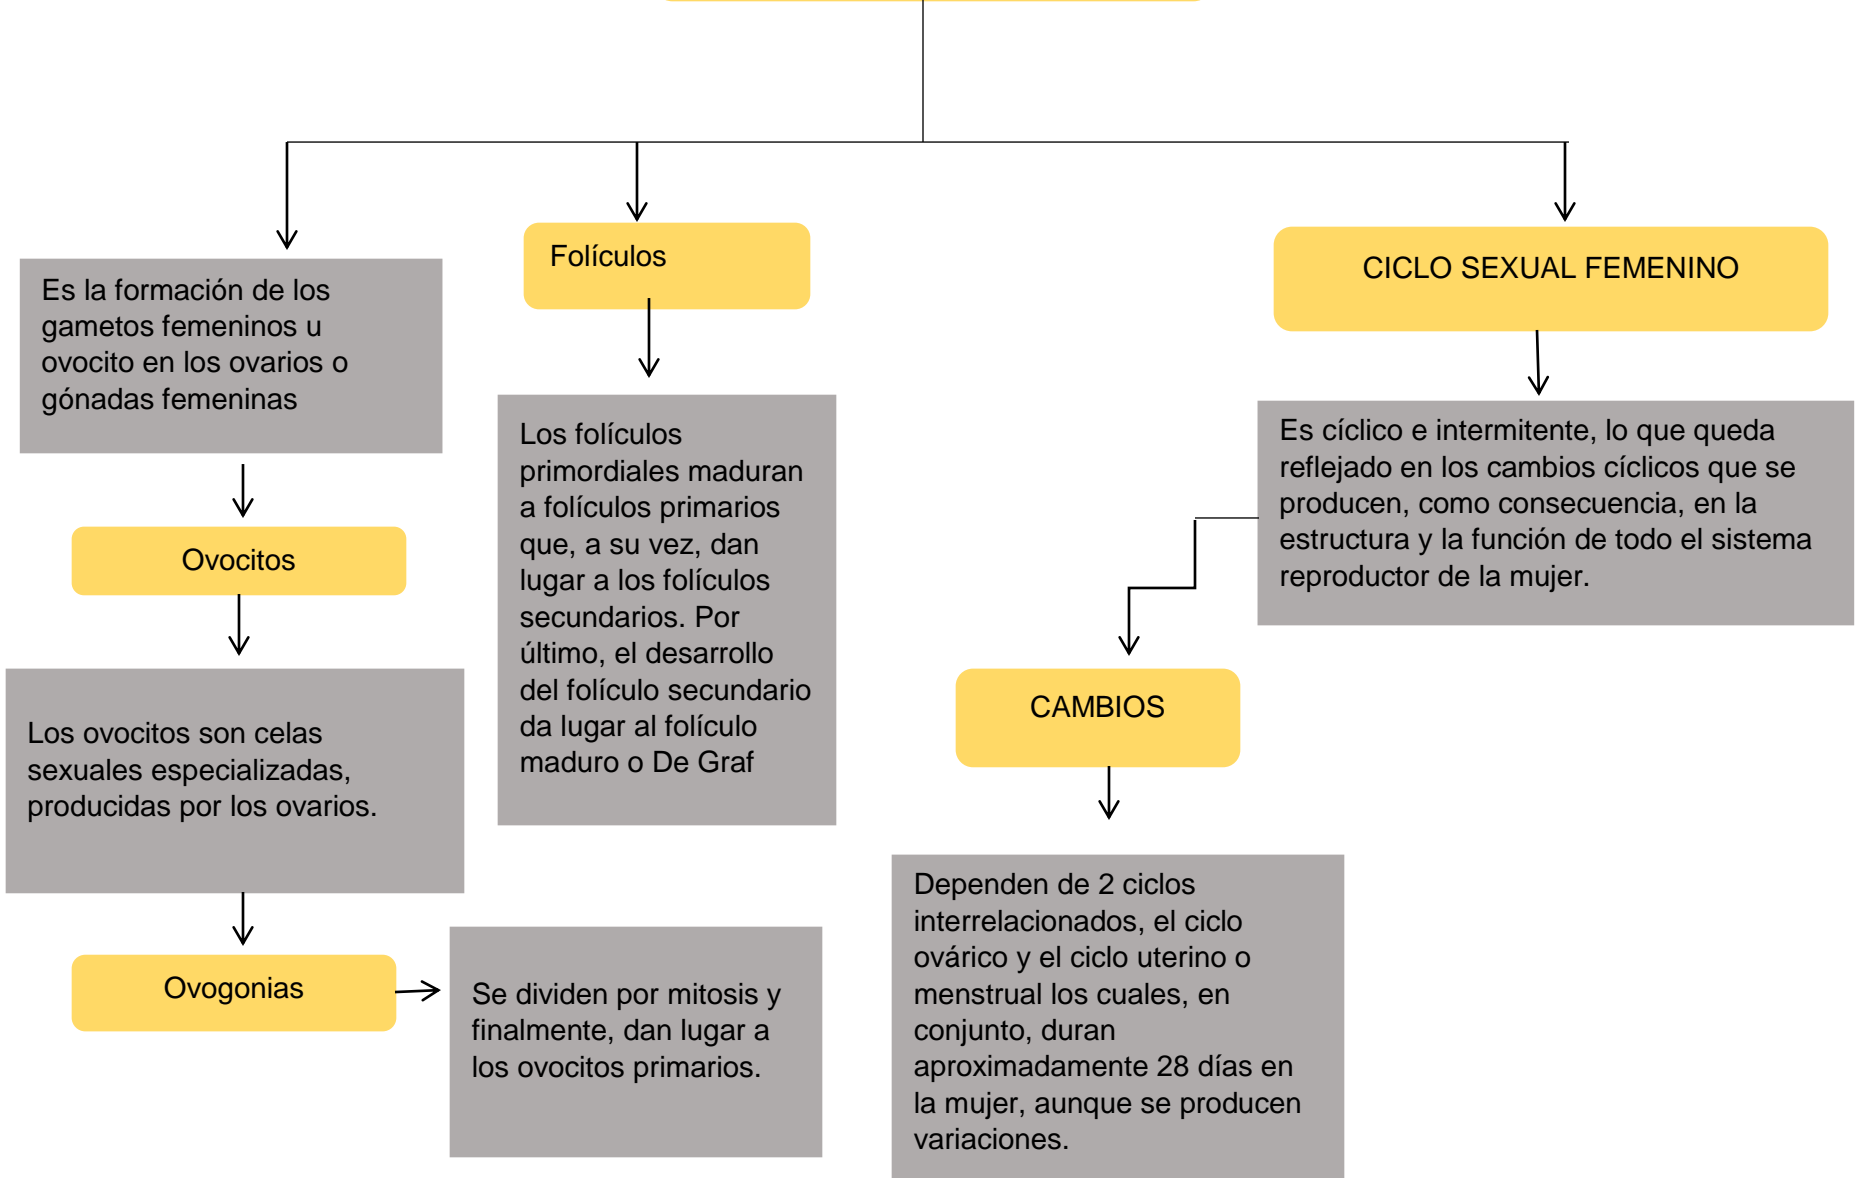 Es la formación de los
gametos femeninos u
ovocito en los ovarios o
gónadas femeninas
Ovocitos
Los ovocitos son celas
sexuales especializadas,
producidas por los ovarios.
Ovogonias
Se dividen por mitosis y
finalmente, dan lugar a
los ovocitos primarios.
Folículos
Los folículos
primordiales maduran
a folículos primarios
que, a su vez, dan
lugar a los folículos
secundarios. Por
último, el desarrollo
del folículo secundario
da lugar al folículo
maduro o De Graf
CICLO SEXUAL FEMENINO
Es cíclico e intermitente, lo que queda
reflejado en los cambios cíclicos que se
producen, como consecuencia, en la
estructura y la función de todo el sistema
reproductor de la mujer.
CAMBIOS
Dependen de 2 ciclos
interrelacionados, el ciclo
ovárico y el ciclo uterino o
menstrual los cuales, en
conjunto, duran
aproximadamente 28 días en
la mujer, aunque se producen
variaciones.